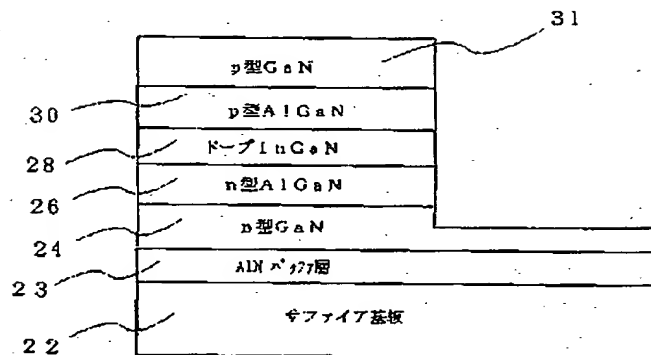 31
p型GaN
30
p型AlGaN
ドープInGaN
28
n型AlGaN
26
n型GaN
24
AlNバッファ層
23
サファイア基板
22